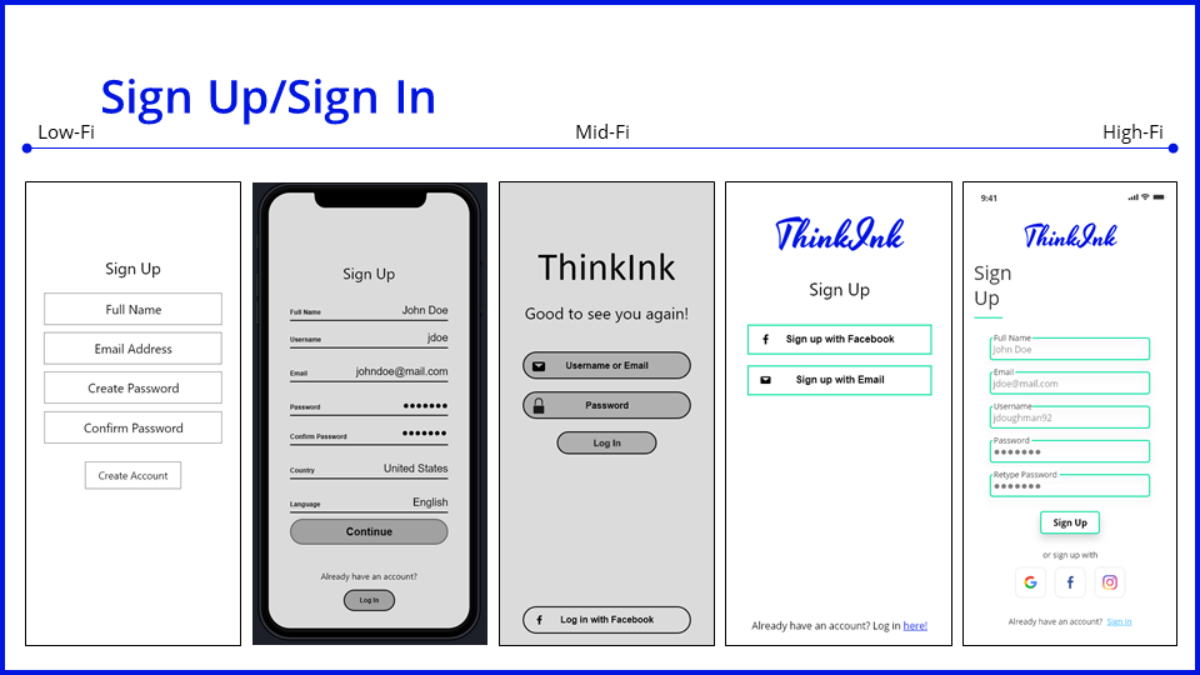 Sign Up/Sign In
Low-Fi
Mid-Fi
High-Fi
Sign Up
Full Name
Email Address
Create Password
Confirm Password
Create Account
Sign Up
Full Name John Doe
Username jdoe
Email johndoe@mail.com
Password •••••••
Confirm Password •••••••
Country United States
Language English
Continue
Already have an account?
Log In
ThinkInk
Good to see you again!
Username or Email
Password
Log In
Log in with Facebook
ThinkInk
Sign Up
Sign up with Facebook
Sign up with Email
Already have an account? Log in here!
9:41
ThinkInk
Sign
Up
Full Name
John Doe
Email
jdoe@mail.com
Username
jdoughman92
Password
•••••••
Retype Password
•••••••
Sign Up
or sign up with
Already have an account? Sign In